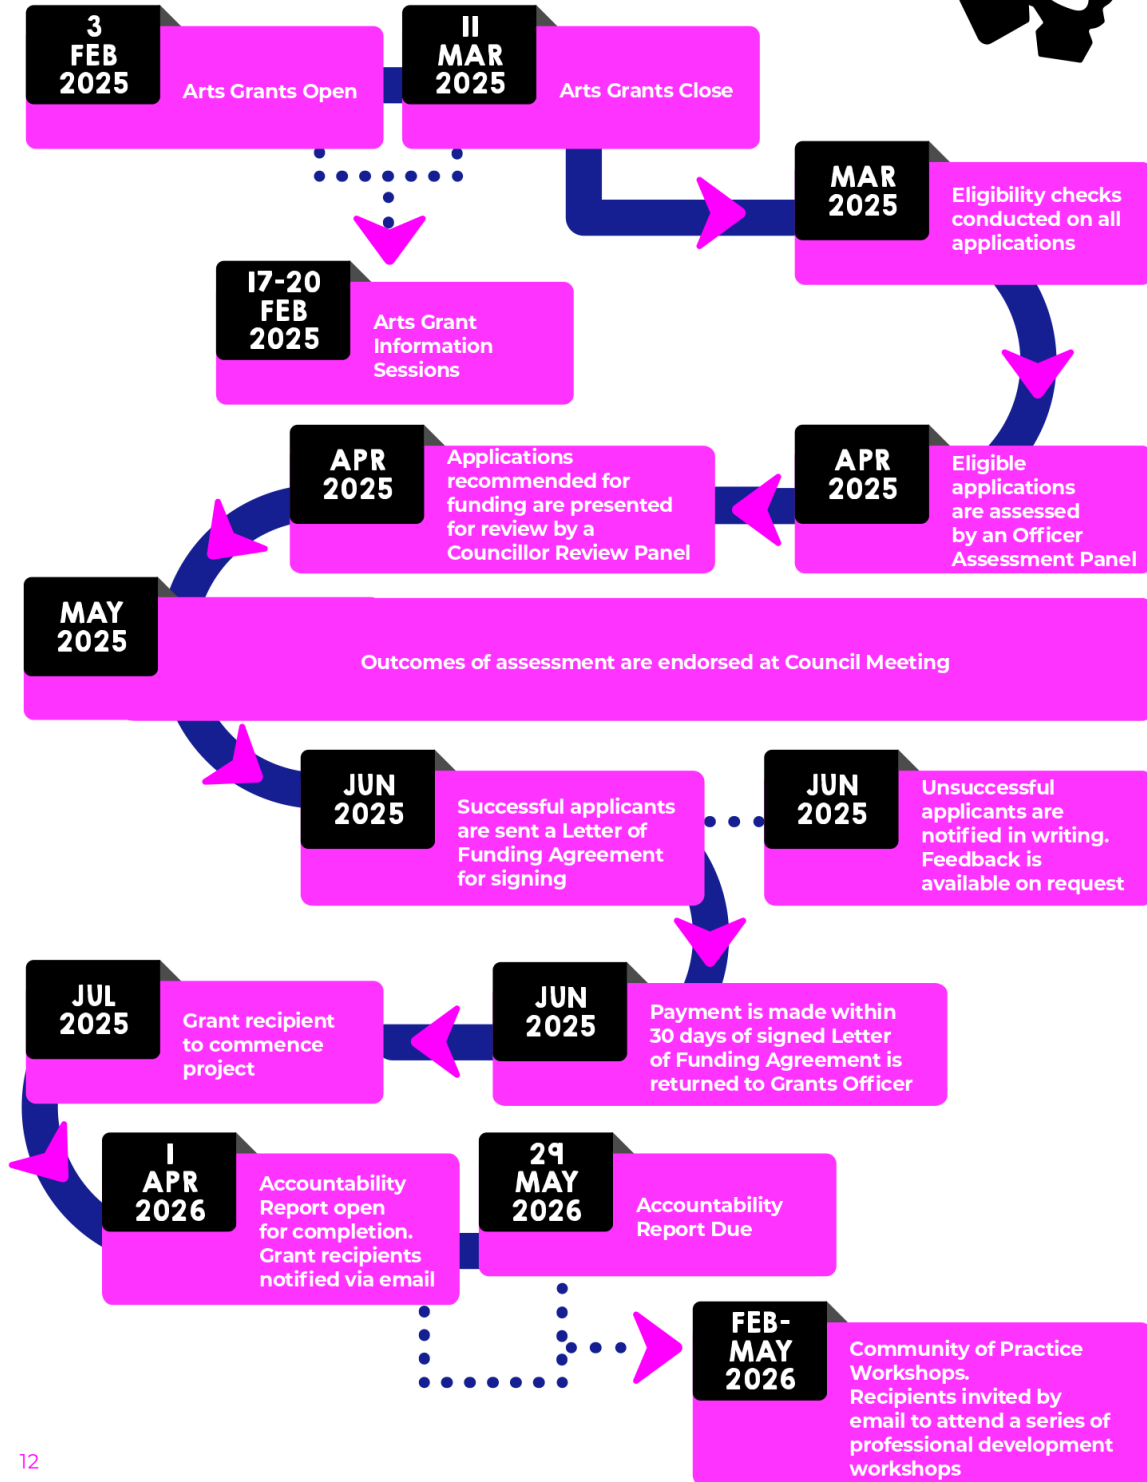 3
FEB
2025
Arts Grants Open
11
MAR
2025
Arts Grants Close
MAR
2025
Eligibility checks
conducted on all
applications
17-20
FEB
2025
Arts Grant
Information
Sessions
APR
2025
Eligible
applications
are assessed
by an Officer
Assessment Panel
APR
2025
Applications
recommended for
funding are presented
for review by a
Councillor Review Panel
MAY
2025
Outcomes of assessment are endorsed at Council Meeting
JUN
2025
Successful applicants
are sent a Letter of
Funding Agreement
for signing
JUN
2025
Unsuccessful
applicants are
notified in writing.
Feedback is
available on request
JUN
2025
Payment is made within
30 days of signed Letter
of Funding Agreement is
returned to Grants Officer
JUL
2025
Grant recipient
to commence
project
1
APR
2026
Accountability
Report open
for completion.
Grant recipients
notified via email
29
MAY
2026
Accountability
Report Due
FEB-
MAY
2026
Community of Practice
Workshops.
Recipients invited by
email to attend a series of
professional development
workshops
12